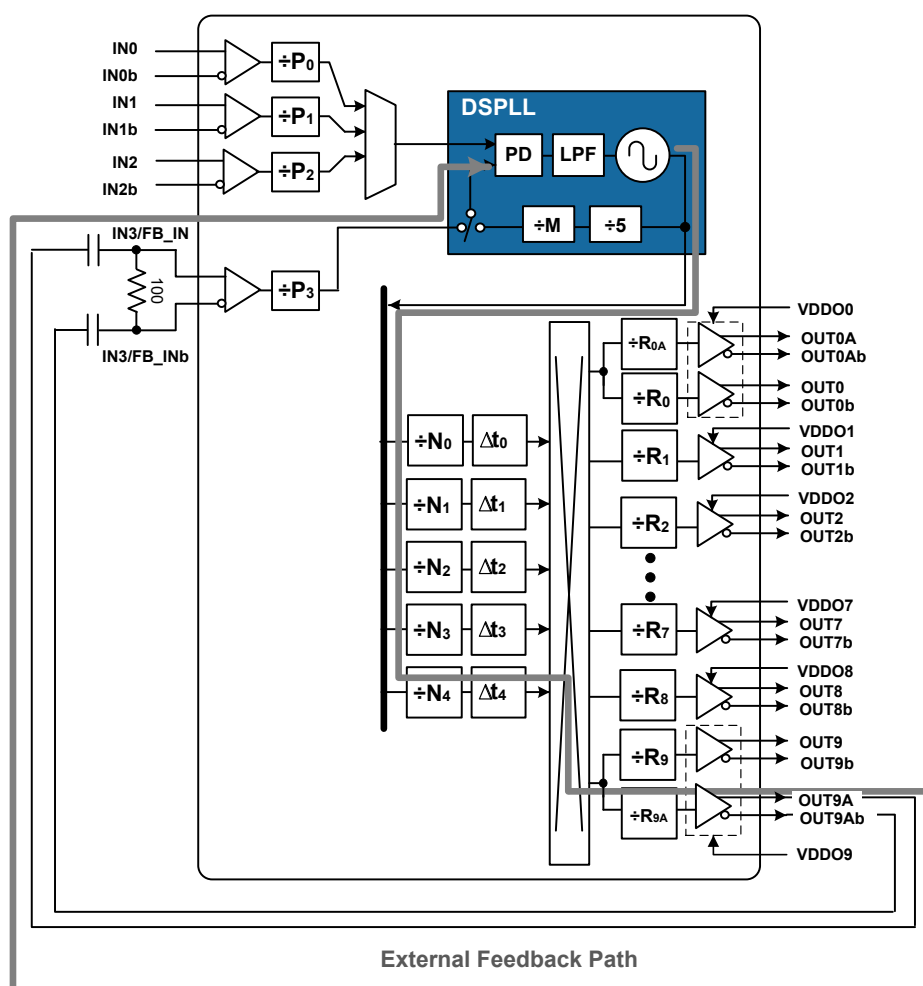 IN0
IN0b
÷P0
IN1
IN1b
÷P1
IN2
IN2b
÷P2
DSPLL
PD
LPF
÷M
÷5
IN3/FB_IN
100
÷P3
IN3/FB_INb
÷N0
Δt0
÷N1
Δt1
÷N2
Δt2
÷N3
Δt3
÷N4
Δt4
÷R0A
VDDO0
OUT0A
OUT0Ab
÷R0
OUT0
OUT0b
÷R1
VDDO1
OUT1
OUT1b
÷R2
VDDO2
OUT2
OUT2b
÷R7
VDDO7
OUT7
OUT7b
÷R8
VDDO8
OUT8
OUT8b
÷R9
OUT9
OUT9b
÷R9A
OUT9A
OUT9Ab
VDDO9
External Feedback Path